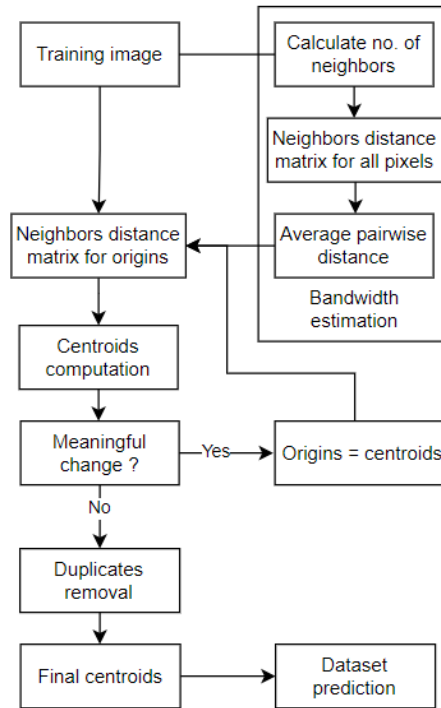 Training image
Calculate no. of
neighbors
Neighbors distance
matrix for all pixels
Neighbors distance
matrix for origins
Average pairwise
distance
Bandwidth
estimation
Centroids
computation
Meaningful
change ?
Yes
Origins = centroids
No
Duplicates
removal
Final centroids
Dataset
prediction